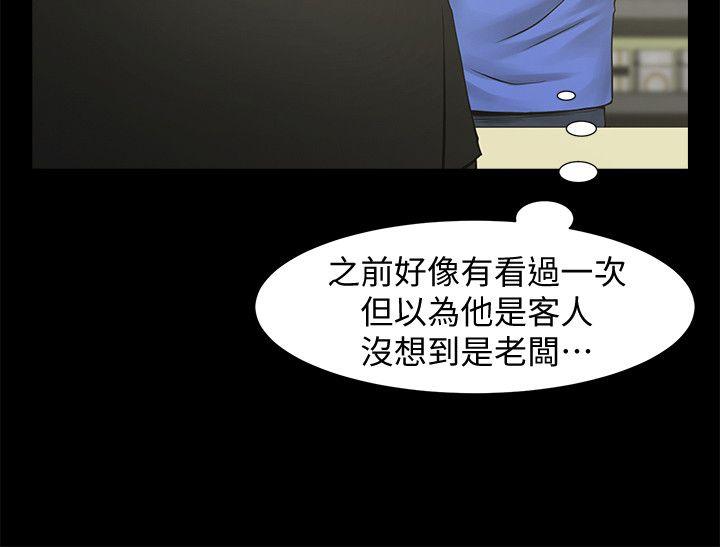 之前好像有看過一次
但以為他是客人
沒想到是老闆⋯